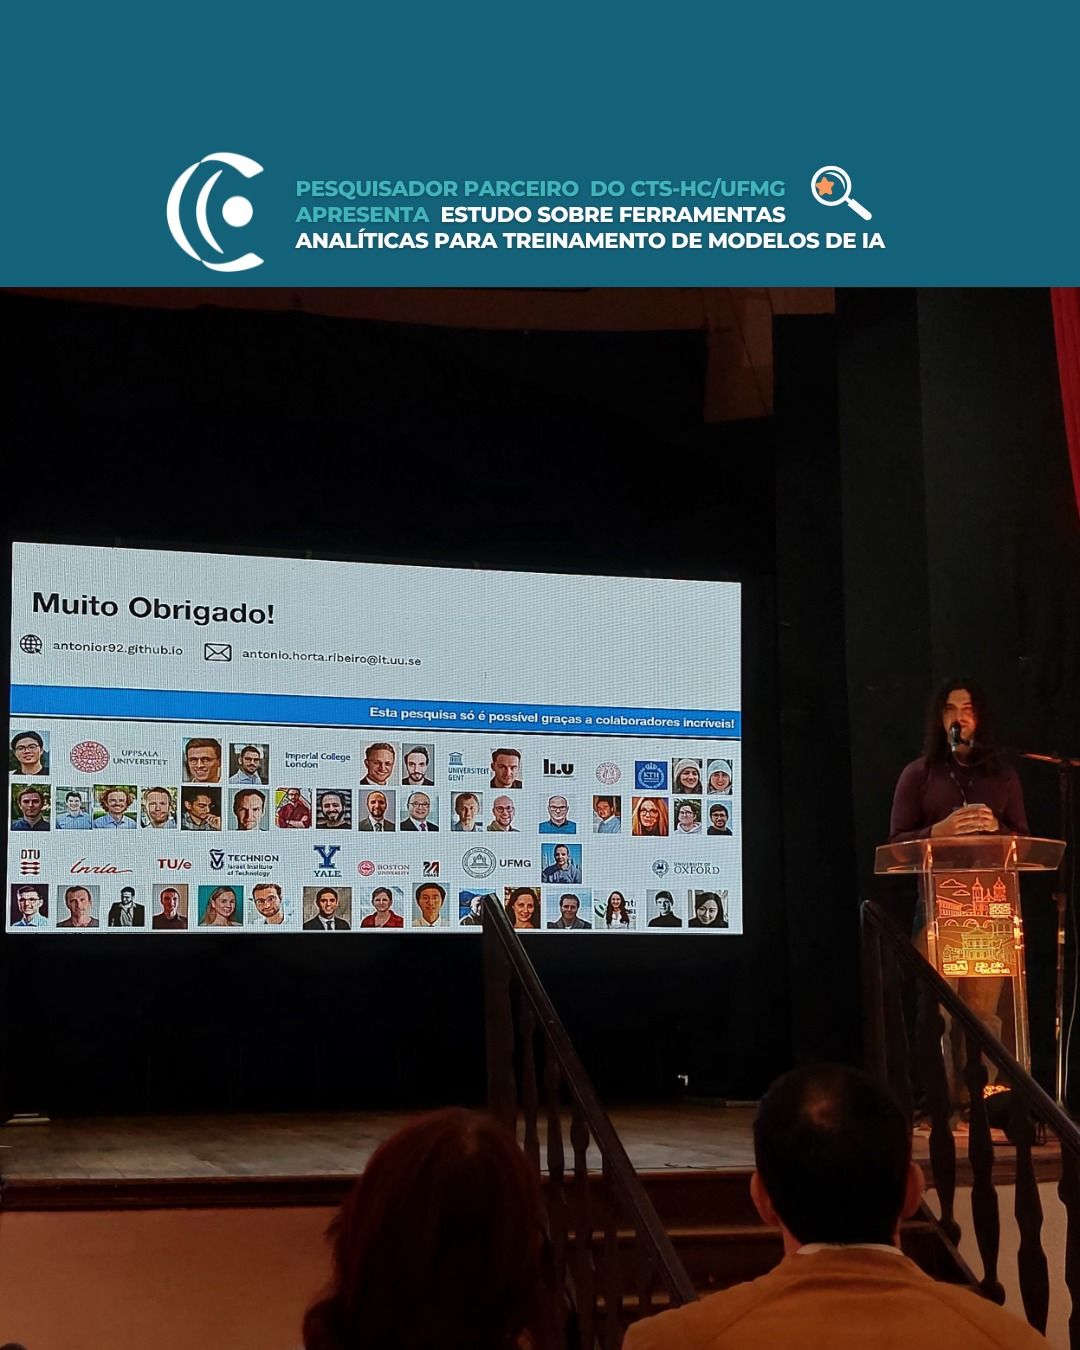 PESQUISADOR PARCEIRO DO CTS-HC/UFMG
APRESENTA ESTUDO SOBRE FERRAMENTAS
ANALÍTICAS PARA TREINAMENTO DE MODELOS DE IA
Muito Obrigado!
antonior92.github.io
antonio.horta.ribeiro@it.uu.se
Esta pesquisa só é possível graças a colaboradores incríveis!
UPPSALA
UNIVERSITET
Imperial College
London
UNIVERSITEIT
GENT
li.u
KTH
DTU
Inria
TU/e
TECHNION
Israel Institute
of Technology
YALE
BOSTON
UNIVERSITY
UFMG
UNIVERSITY OF
OXFORD
SBA
São João